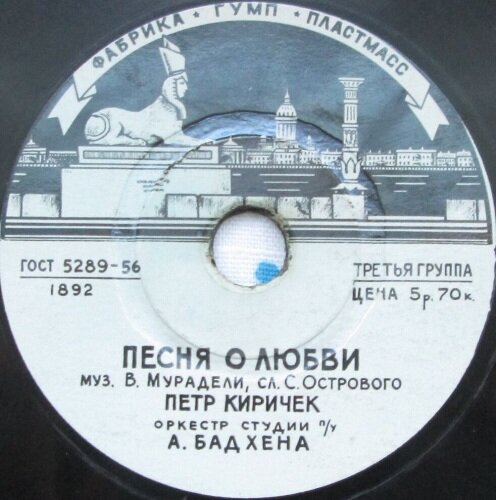 ФАБРИКА • ГУМП • ПЛАСТМАСС
ГОСТ 5289-56
1892
ТРЕТЬЯ ГРУППА
ЦЕНА 5р. 70к.
ПЕСНЯ О ЛЮБВИ
МУЗ. В. МУРАДЕЛИ, СЛ. С. ОСТРОВОГО
ПЕТР КИРИЧЕК
ОРКЕСТР СТУДИИ П/У
А. БАДХЕНА